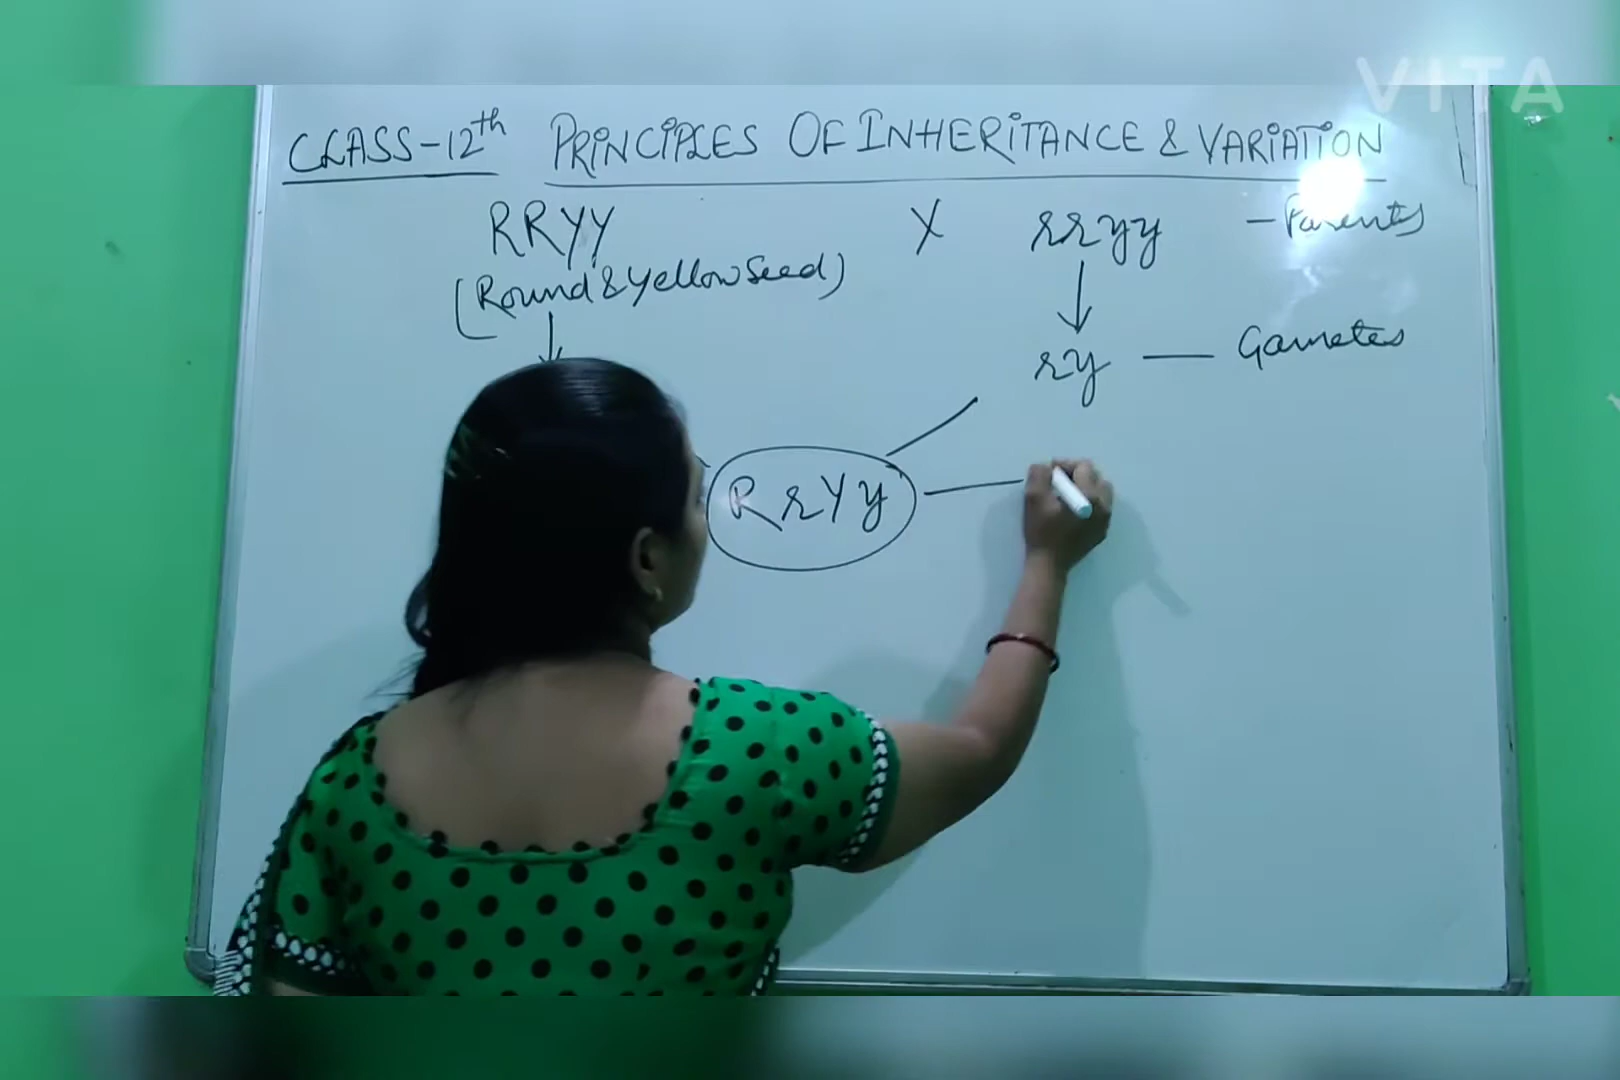 VITA
CLASS-12th PRINCIPLES OF INHERITANCE & VARIATION
RRYY X rryy - Parents
(Round & Yellow Seed)
ry — Gametes
RrYy